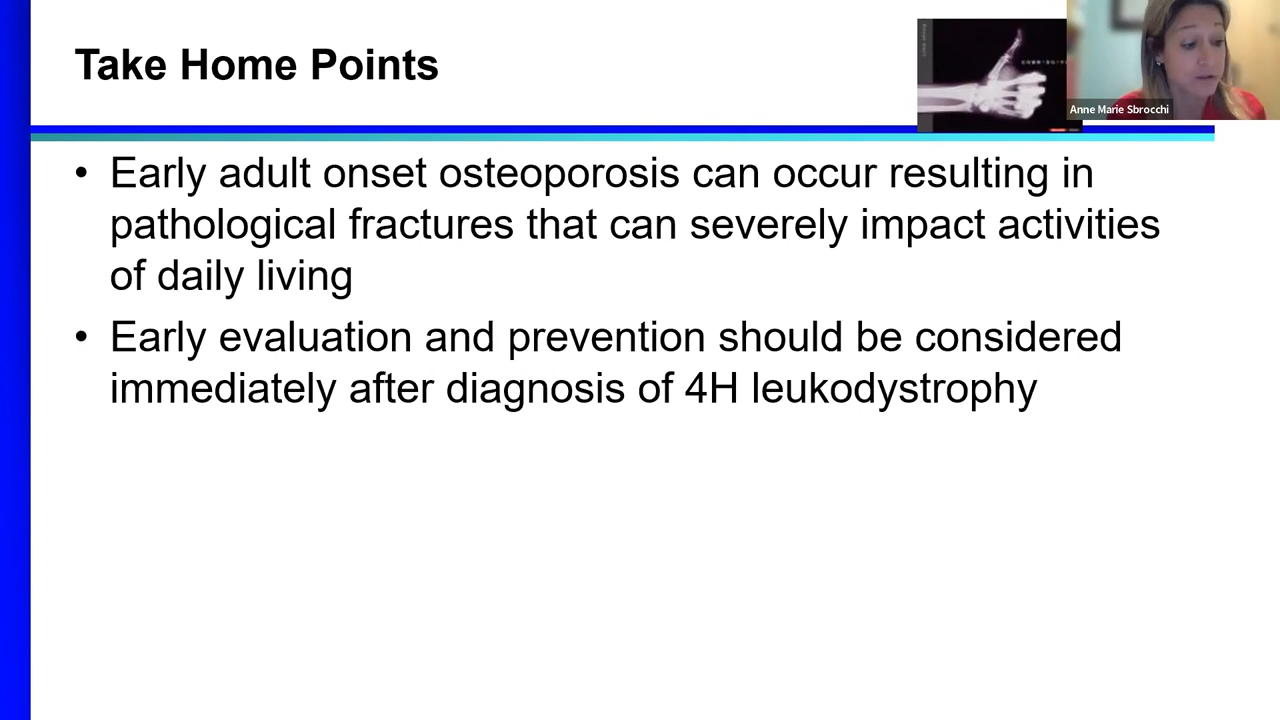 Take Home Points
Anne Marie Sbrocchi
• Early adult onset osteoporosis can occur resulting in
pathological fractures that can severely impact activities
of daily living
• Early evaluation and prevention should be considered
immediately after diagnosis of 4H leukodystrophy